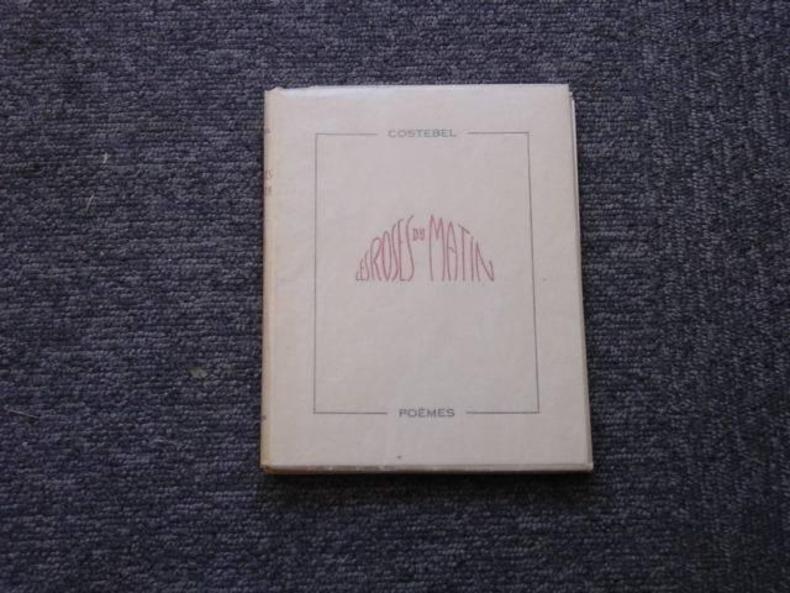 COSTEBEL
LES ROSES DU MATIN
POÈMES